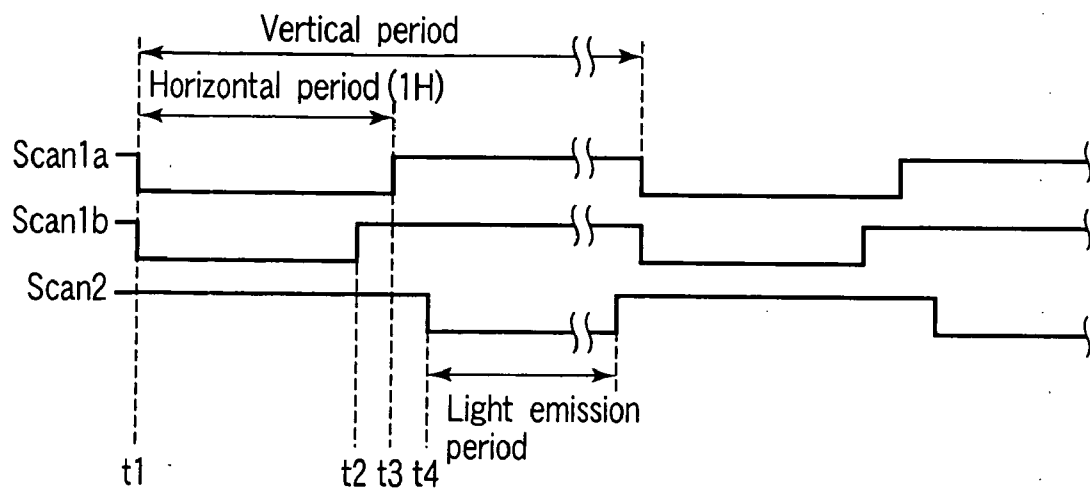 Vertical period
Horizontal period (1H)
Scan1a
Scan1b
Scan2
Light emission
period
t1 t2 t3 t4